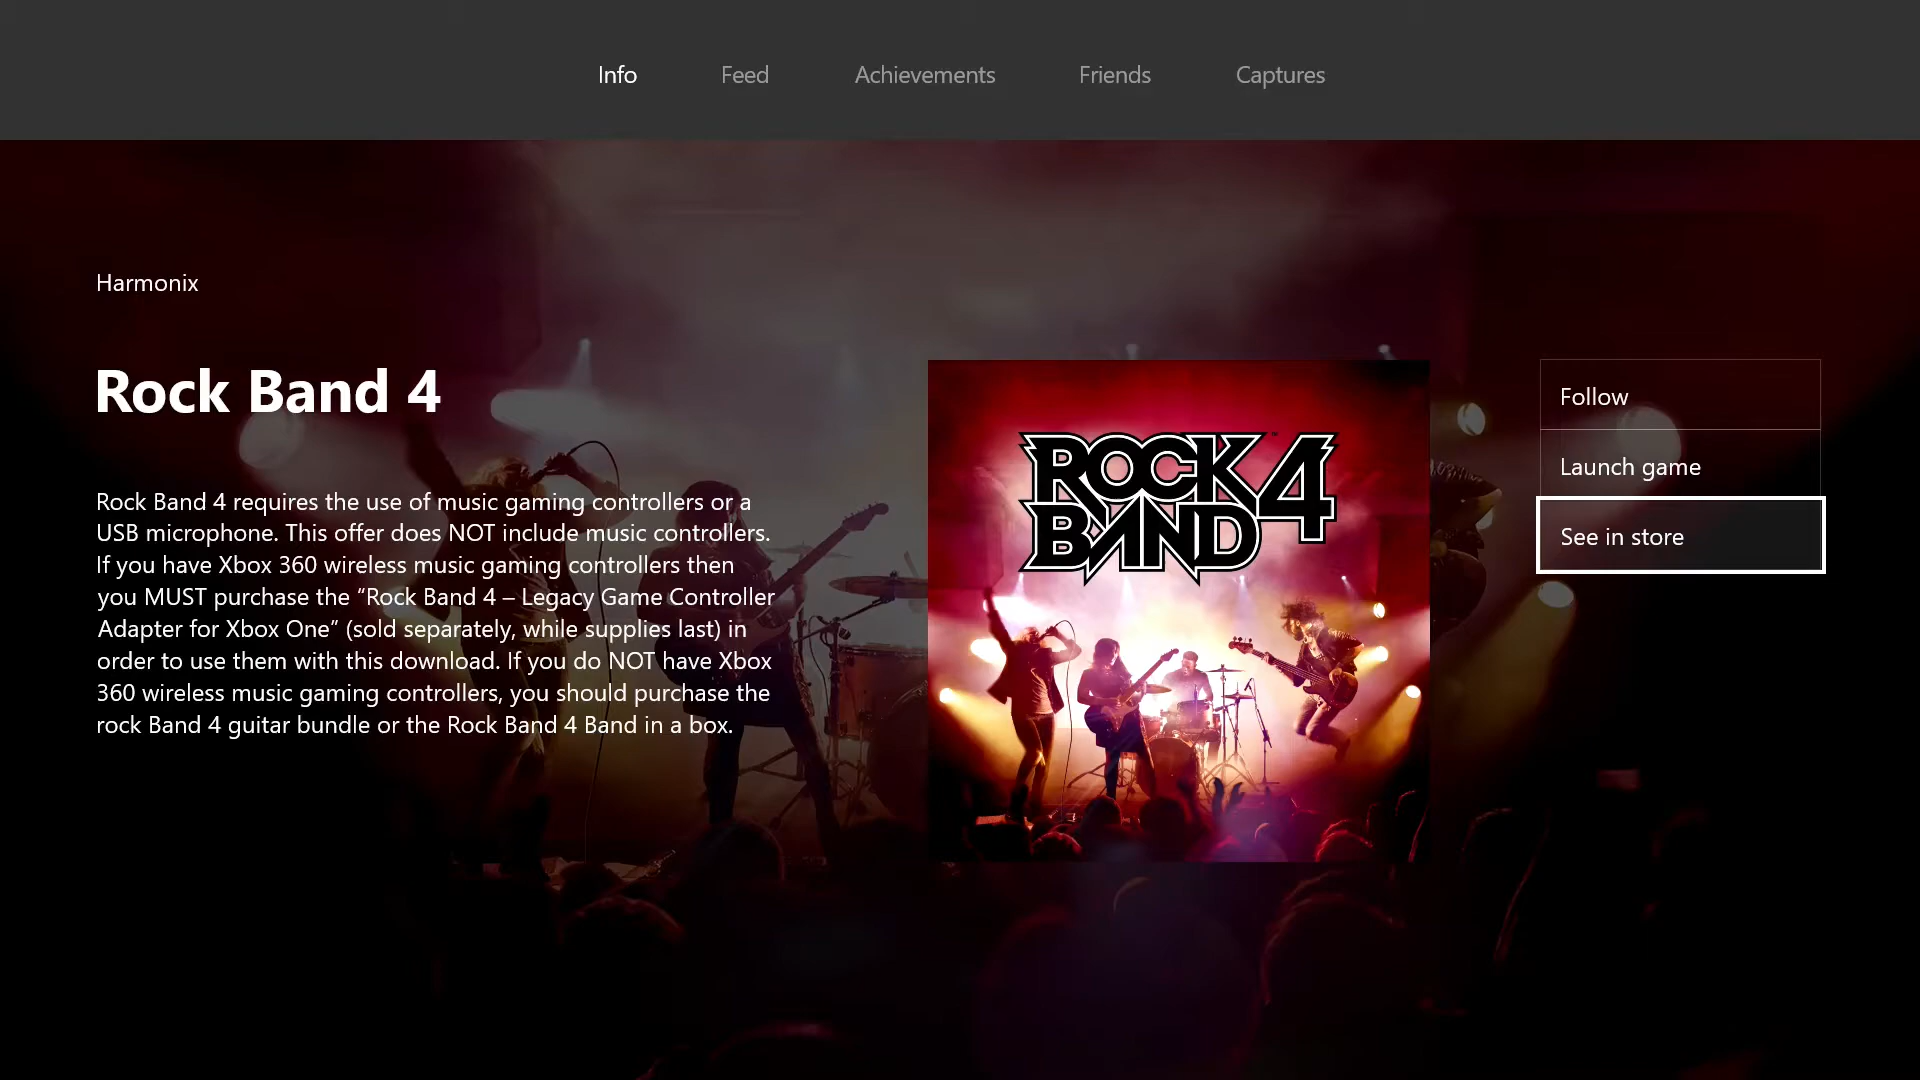 Info Feed Achievements Friends Captures
Harmonix
Rock Band 4
Rock Band 4 requires the use of music gaming controllers or a
USB microphone. This offer does NOT include music controllers.
If you have Xbox 360 wireless music gaming controllers then
you MUST purchase the “Rock Band 4 – Legacy Game Controller
Adapter for Xbox One” (sold separately, while supplies last) in
order to use them with this download. If you do NOT have Xbox
360 wireless music gaming controllers, you should purchase the
rock Band 4 guitar bundle or the Rock Band 4 Band in a box.
ROCK 4
BAND
Follow
Launch game
See in store